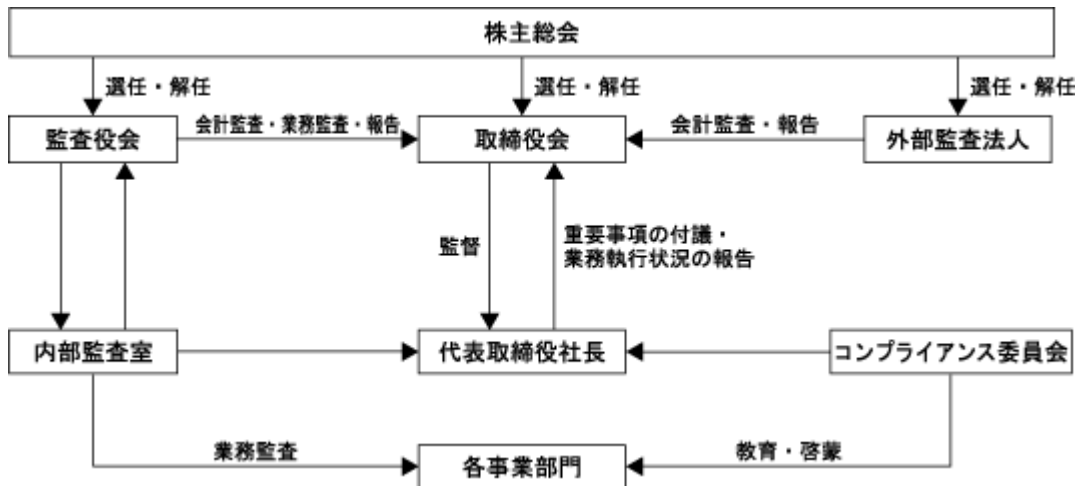 株主総会
選任・解任
選任・解任
選任・解任
監査役会
会計監査・業務監査・報告
取締役会
会計監査・報告
外部監査法人
監督
重要事項の付議・
業務執行状況の報告
内部監査室
代表取締役社長
コンプライアンス委員会
業務監査
各事業部門
教育・啓蒙